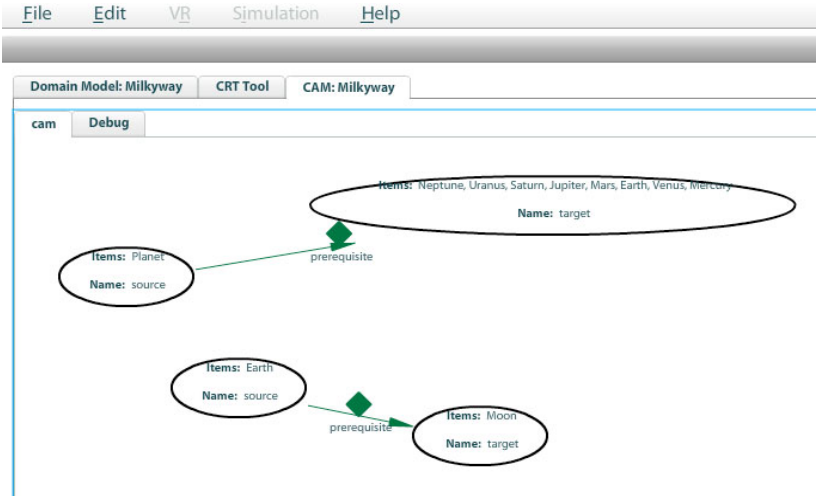 File Edit VR Simulation Help
Domain Model: Milkyway CRT Tool CAM: Milkyway
cam Debug
Items: Neptune, Uranus, Saturn, Jupiter, Mars, Earth, Venus, Mercury
Name: target
prerequisite
Items: Planet
Name: source
Items: Earth
Name: source
prerequisite
Items: Moon
Name: target